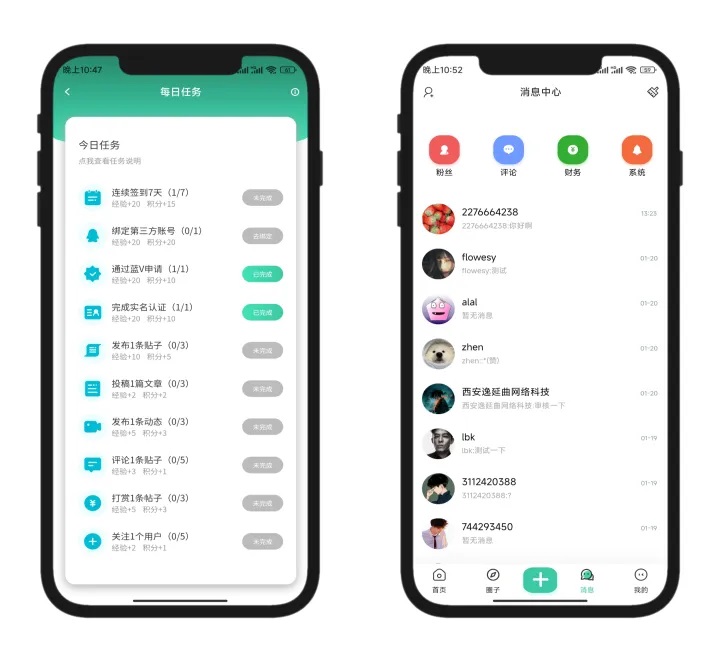 晚上10:47
每日任务
今日任务
点我查看任务说明
连续签到7天（1/7）
经验+20 积分+15
未完成
绑定第三方账号（0/1）
经验+20 积分+20
去绑定
通过蓝V申请（1/1）
经验+20 积分+10
已完成
完成实名认证（1/1）
经验+20 积分+10
已完成
发布1条贴子（0/3）
经验+10 积分+5
未完成
投稿1篇文章（0/3）
经验+2 积分+2
未完成
发布1条动态（0/3）
经验+5 积分+3
未完成
评论1条贴子（0/5）
经验+3 积分+1
未完成
打赏1条帖子（0/3）
经验+5 积分+3
未完成
关注1个用户（0/5）
经验+2 积分+1
未完成
晚上10:52
消息中心
粉丝 评论 财务 系统
2276664238
13:23
2276664238:你好啊
flowesy
01-20
flowesy:测试
alal
01-20
暂无消息
zhen
01-20
西安逸延曲网络科技
01-20
西安逸延曲网络科技:审核一下
lbk
01-19
lbk:测试一下
3112420388
01-19
3112420388:?
744293450
01-19
暂无消息
首页 圈子 消息 我的